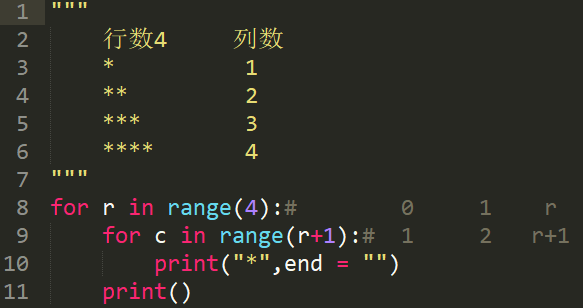 1 """
2     行数4     列数
3     *          1
4     **         2
5     ***        3
6     ****       4
7 """
8 for r in range(4):#        0     1    r
9     for c in range(r+1):#  1     2   r+1
10         print("*",end = "")
11     print()